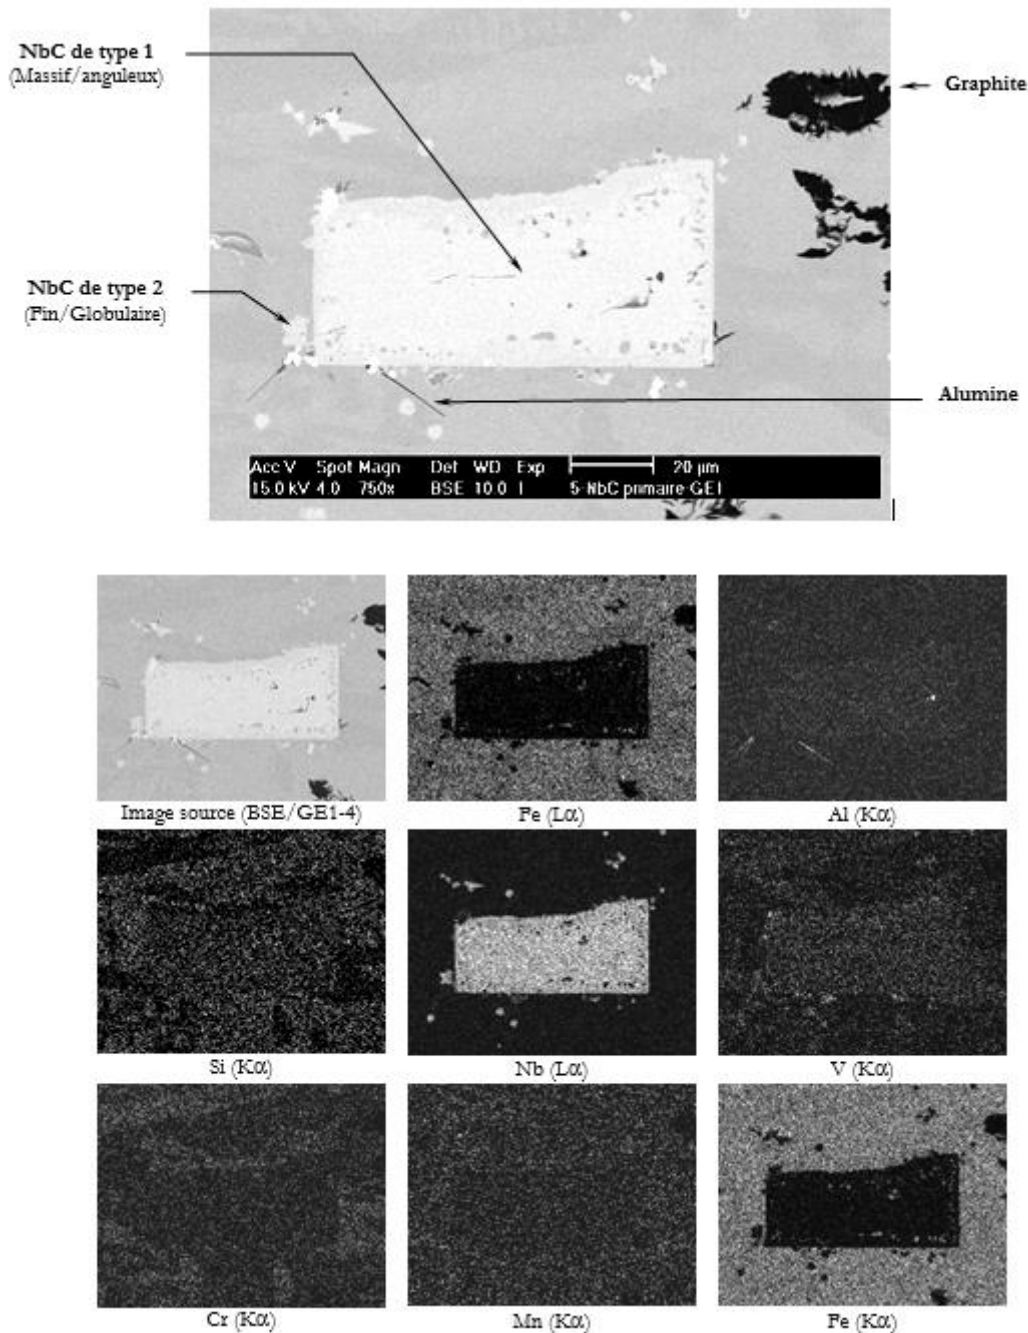 NbC de type 1
(Massif/anguleux)
Graphite
NbC de type 2
(Fin/Globulaire)
Alumine
Acc V Spot Magn Det WD Exp 20 µm
15.0 kV 4.0 750x BSE 10.0 1 5-NbC primaire-GE1
Image source (BSE/GE1-4)
Fe (Lα)
Al (Kα)
Si (Kα)
Nb (Lα)
V (Kα)
Cr (Kα)
Mn (Kα)
Fe (Kα)